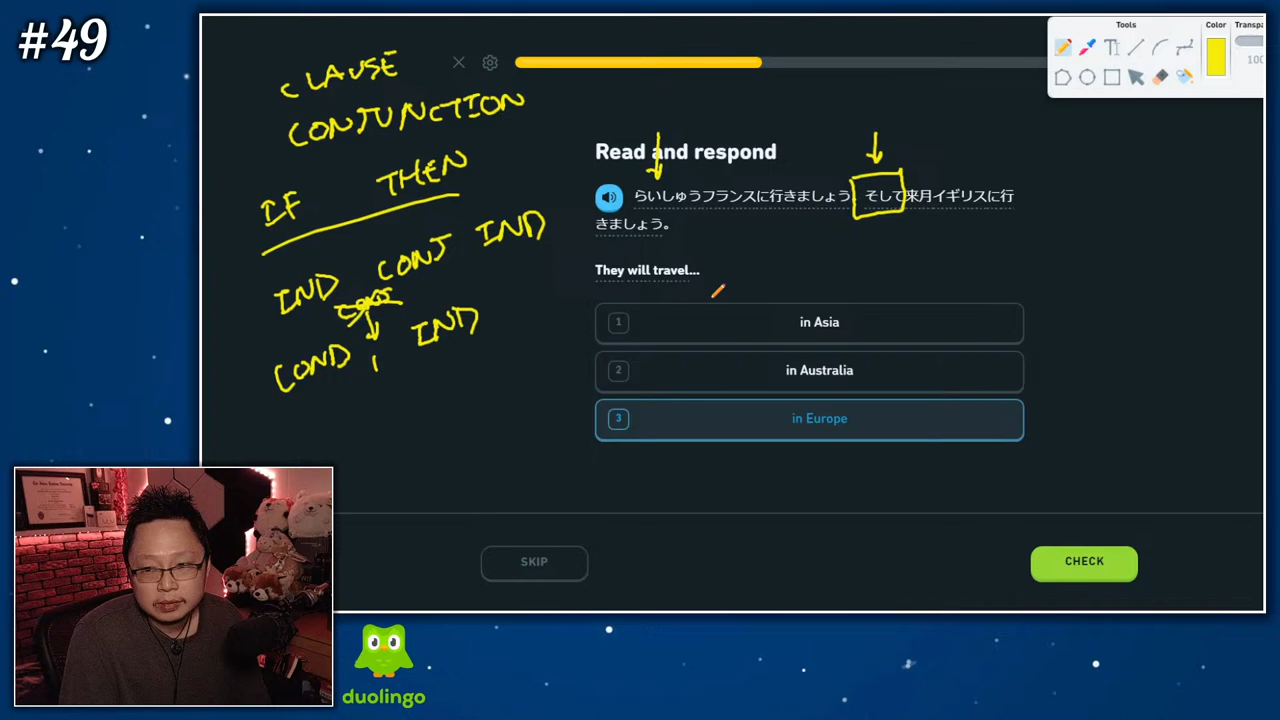 #49
CLAUSE
CONJUNCTION
IF THEN
IND CONJ IND
COND , IND
Tools
Color
Transpa
100
Read and respond
らいしゅうフランスに行きましょう。そして来月イギリスに行
きましょう。
They will travel...
1 in Asia
2 in Australia
3 in Europe
SKIP
CHECK
duolingo